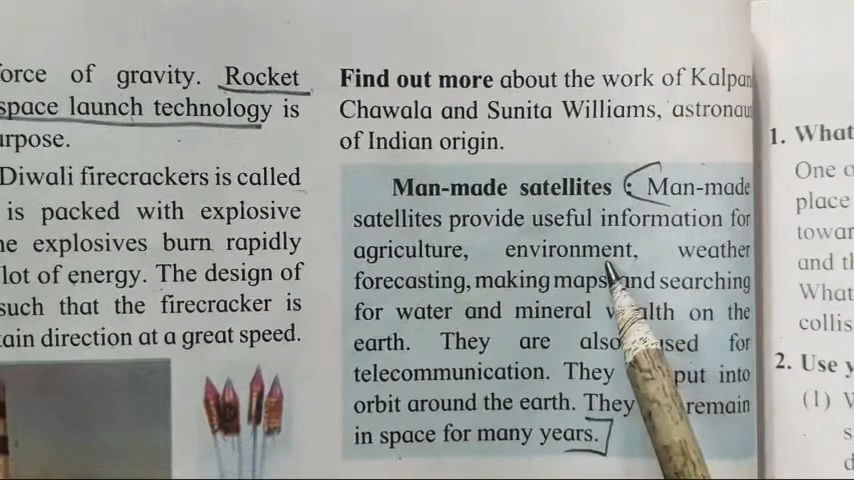 force of gravity. Rocket
space launch technology is
urpose.
Diwali firecrackers is called
is packed with explosive
he explosives burn rapidly
lot of energy. The design of
such that the firecracker is
tain direction at a great speed.
Find out more about the work of Kalpan
Chawala and Sunita Williams, astronau
of Indian origin.
Man-made satellites : Man-made
satellites provide useful information for
agriculture, environment, weather
forecasting, making maps and searching
for water and mineral wealth on the
earth. They are also used for
telecommunication. They put into
orbit around the earth. They remain
in space for many years.
1. What
One o
place
towar
and th
What
collis
2. Use y
(1) W
s
d